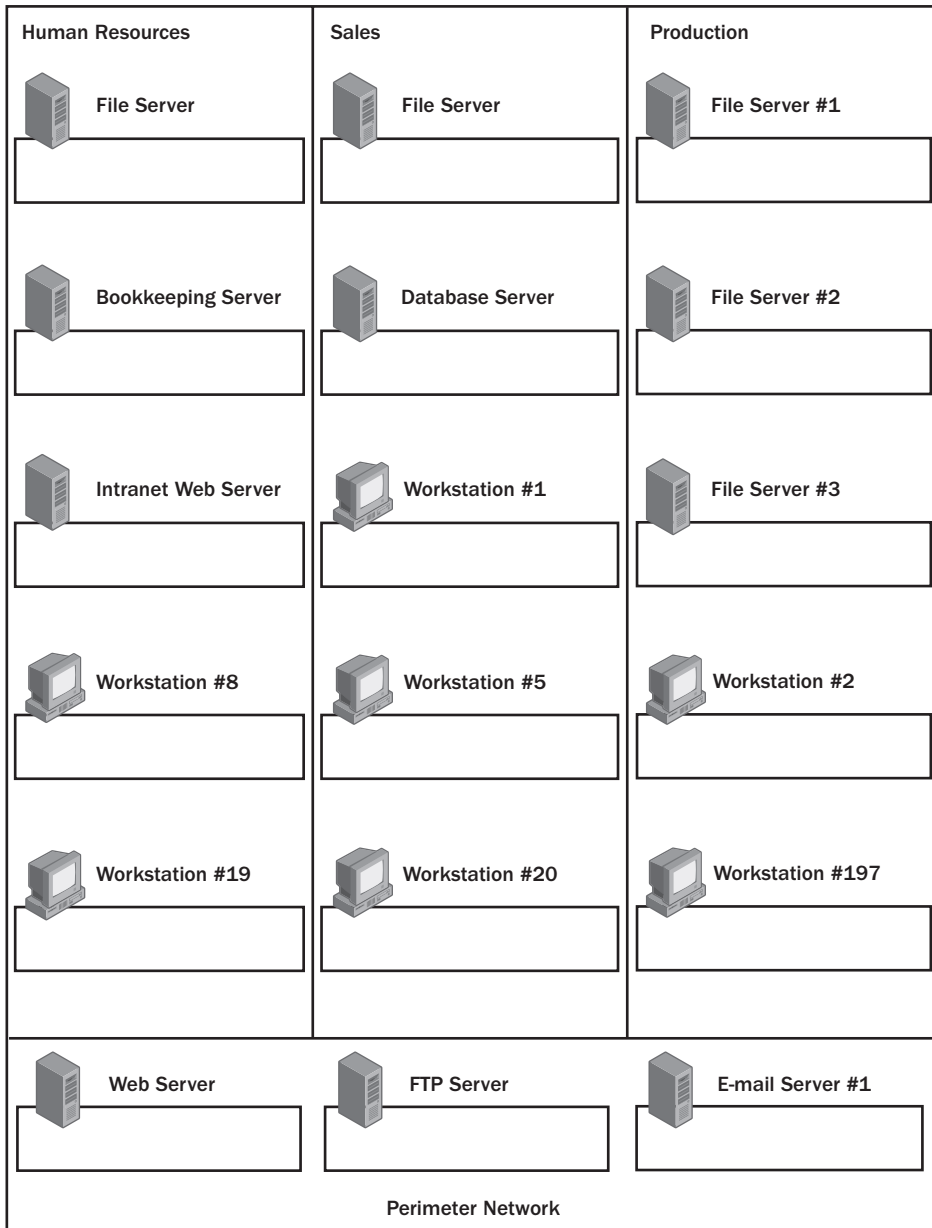 Human Resources
Sales
Production
File Server
File Server
File Server #1
Bookkeeping Server
Database Server
File Server #2
Intranet Web Server
Workstation #1
File Server #3
Workstation #8
Workstation #5
Workstation #2
Workstation #19
Workstation #20
Workstation #197
Web Server
FTP Server
E-mail Server #1
Perimeter Network